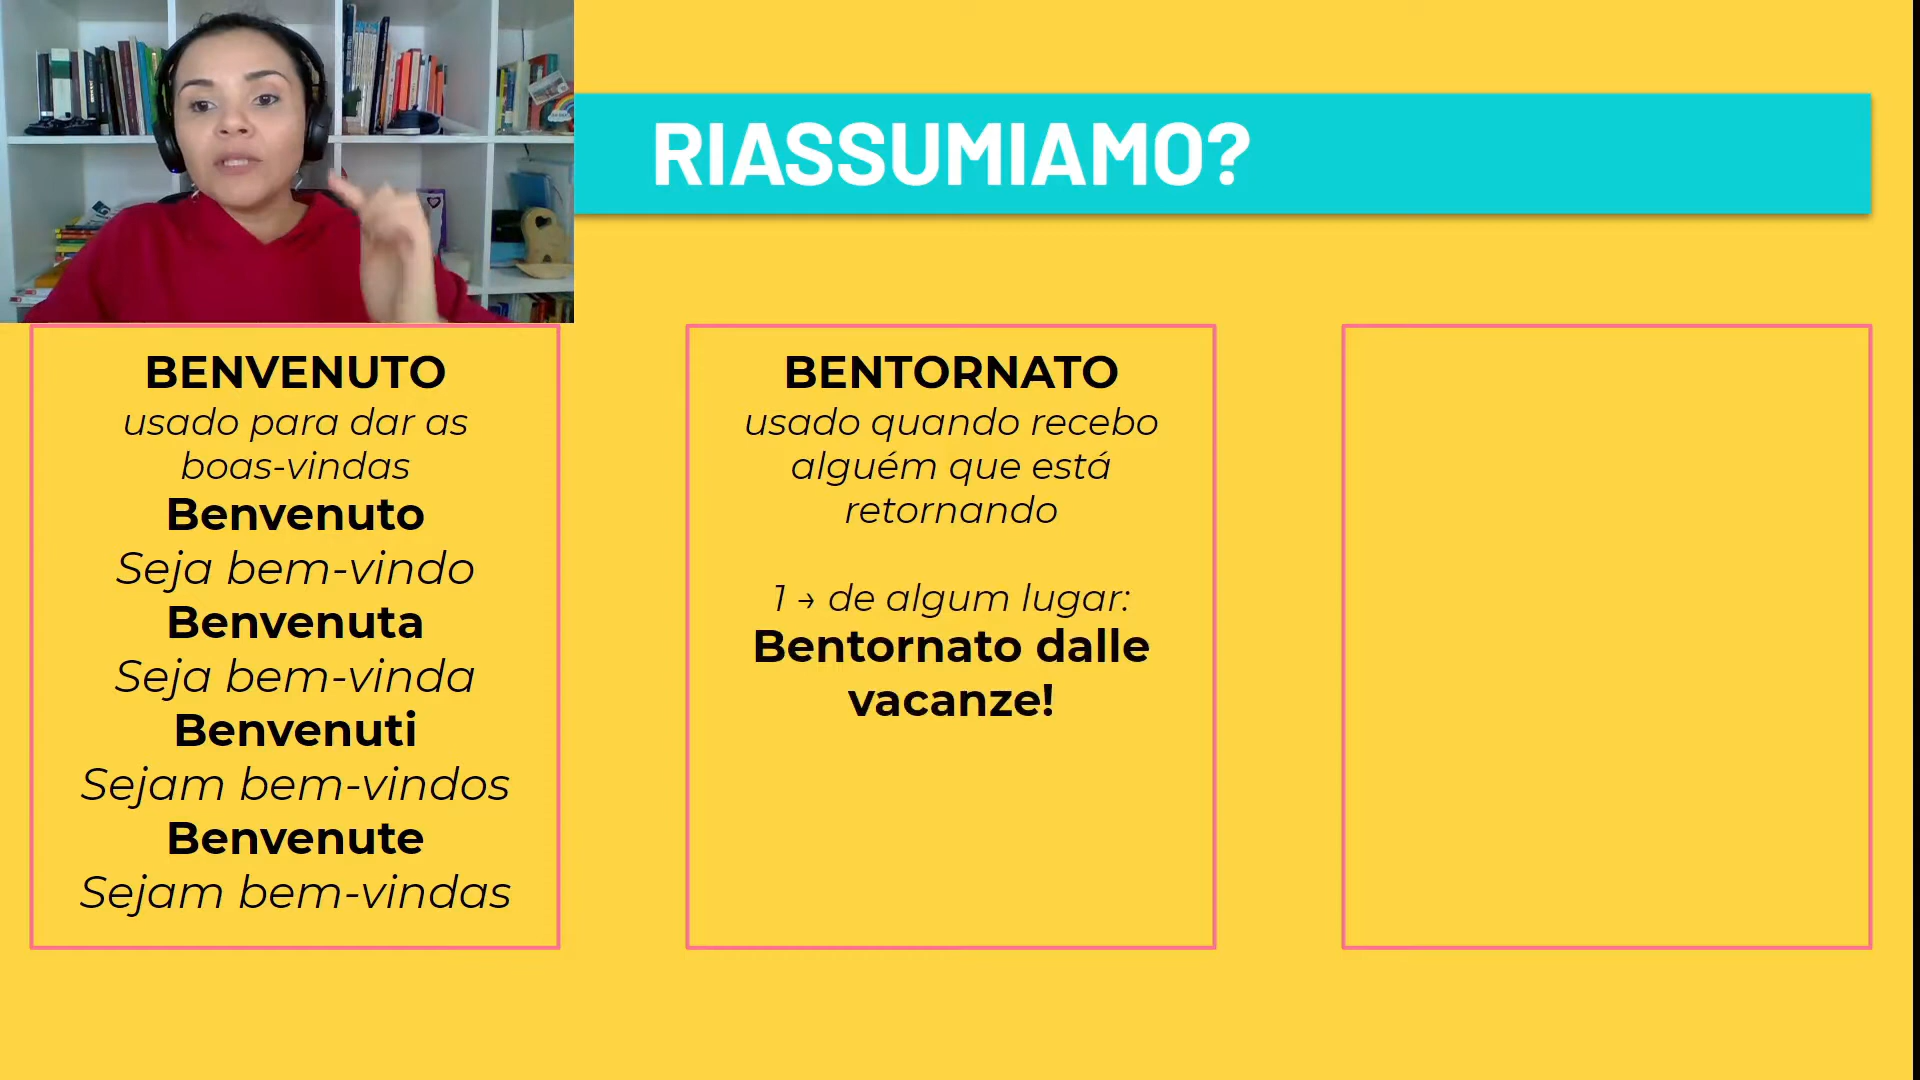 RIASSUMIAMO?
BENVENUTO
usado para dar as
boas-vindas
Benvenuto
Seja bem-vindo
Benvenuta
Seja bem-vinda
Benvenuti
Sejam bem-vindos
Benvenute
Sejam bem-vindas
BENTORNATO
usado quando recebo
alguém que está
retornando
1 → de algum lugar:
Bentornato dalle
vacanze!